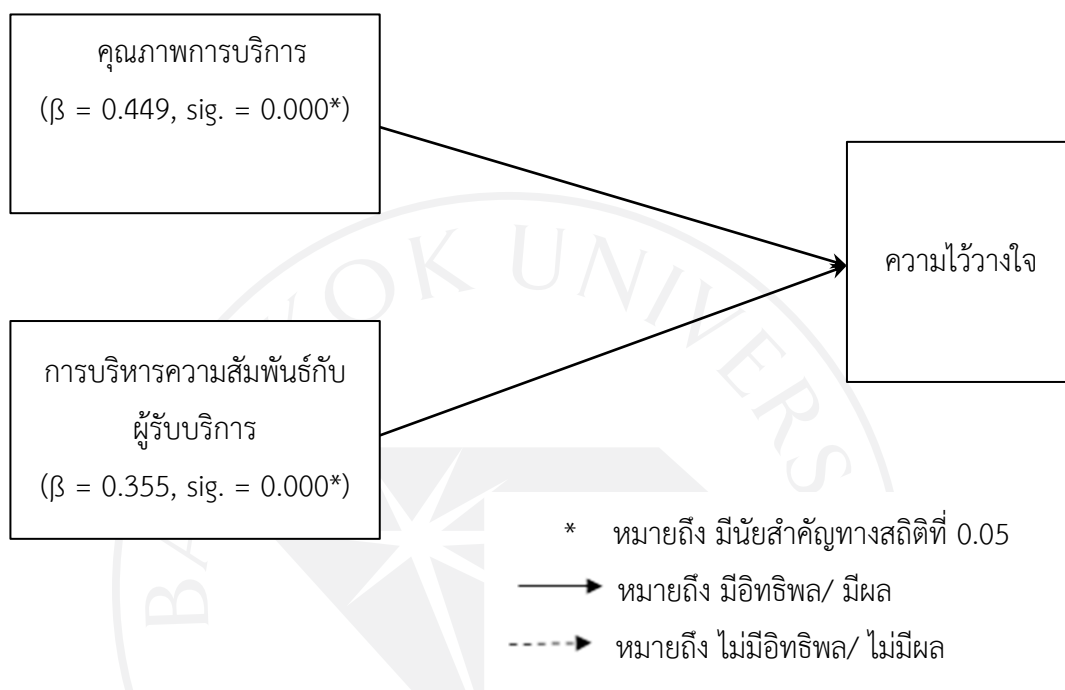 คุณภาพการบริการ
(β = 0.449, sig. = 0.000*)
ความไว้วางใจ
การบริหารความสัมพันธ์กับ
ผู้รับบริการ
(β = 0.355, sig. = 0.000*)
* หมายถึง มีนัยสำคัญทางสถิติที่ 0.05
หมายถึง มีอิทธิพล/ มีผล
หมายถึง ไม่มีอิทธิพล/ ไม่มีผล
BA OK UNIVERS